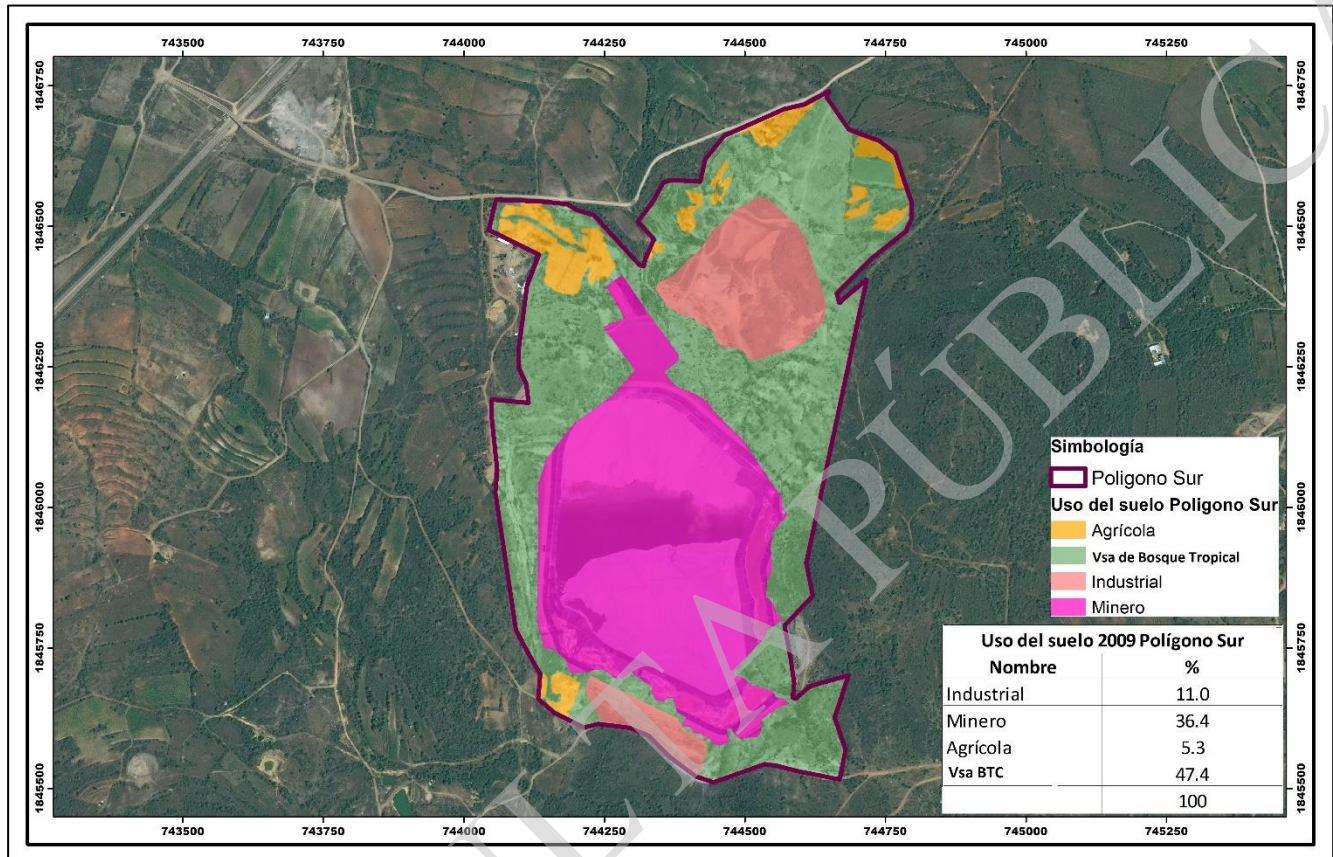 743500 743750 744000 744250 744500 744750 745000 745250
1846750 1846750
1846500 1846500
1846250 1846250
1846000 1846000
1845750 1845750
1845500 1845500
Simbología
Poligono Sur
Uso del suelo Poligono Sur
Agrícola
Vsa de Bosque Tropical
Industrial
Minero
Uso del suelo 2009 Polígono Sur
Nombre %
Industrial 11.0
Minero 36.4
Agrícola 5.3
Vsa BTC 47.4
100
743500 743750 744000 744250 744500 744750 745000 745250
LTA PÚBLICA